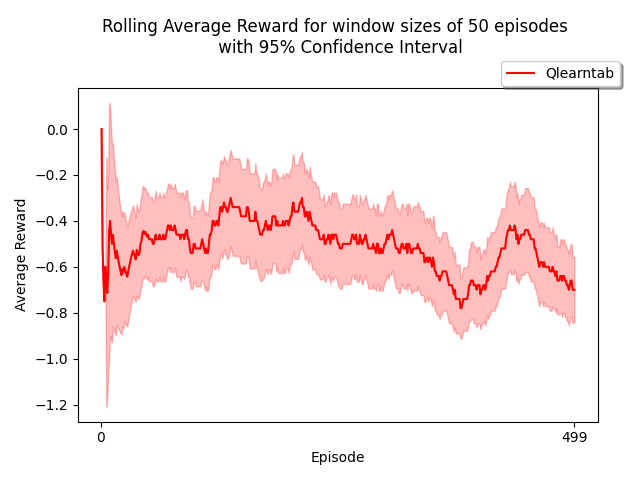 Rolling Average Reward for window sizes of 50 episodes
with 95% Confidence Interval
Qlearntab
0.0
−0.2
−0.4
−0.6
−0.8
−1.0
−1.2
Average Reward
0
499
Episode